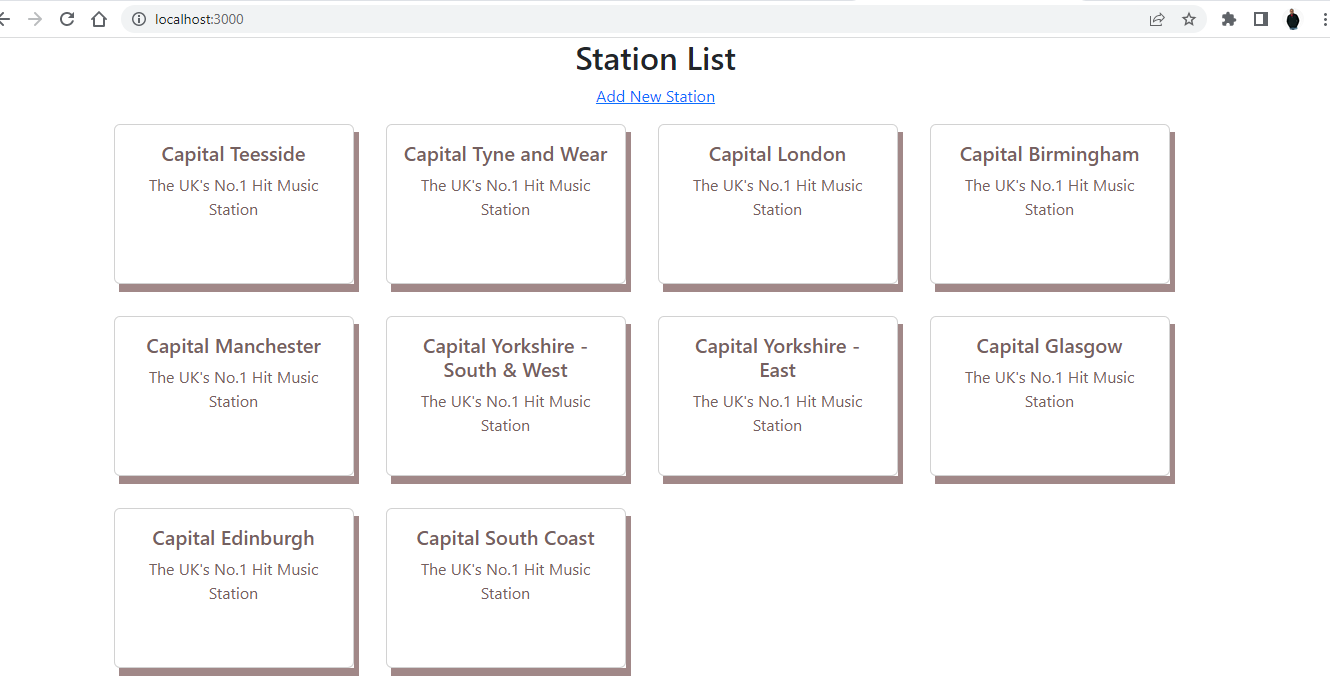 localhost:3000
Station List
Add New Station
Capital Teesside
The UK's No.1 Hit Music
Station
Capital Tyne and Wear
The UK's No.1 Hit Music
Station
Capital London
The UK's No.1 Hit Music
Station
Capital Birmingham
The UK's No.1 Hit Music
Station
Capital Manchester
The UK's No.1 Hit Music
Station
Capital Yorkshire -
South & West
The UK's No.1 Hit Music
Station
Capital Yorkshire -
East
The UK's No.1 Hit Music
Station
Capital Glasgow
The UK's No.1 Hit Music
Station
Capital Edinburgh
The UK's No.1 Hit Music
Station
Capital South Coast
The UK's No.1 Hit Music
Station